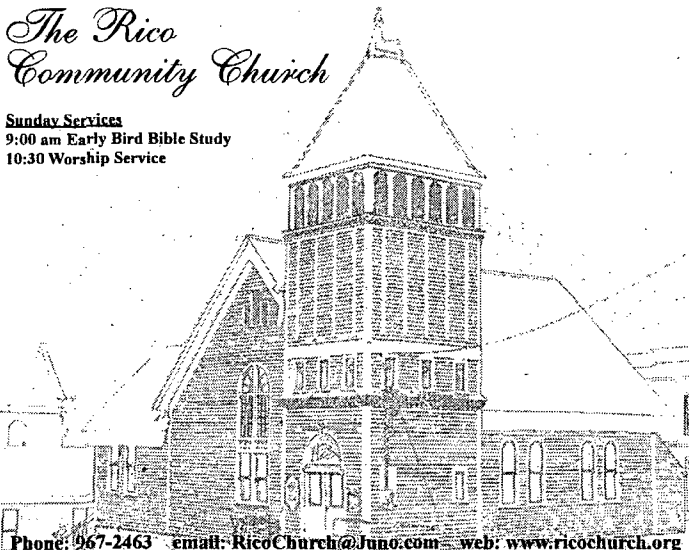 The Rico
Community Church
Sunday Services
9:00 am Early Bird Bible Study
10:30 Worship Service
Phone: 967-2463 email: RicoChurch@Juno.com web: www.ricochurch.org